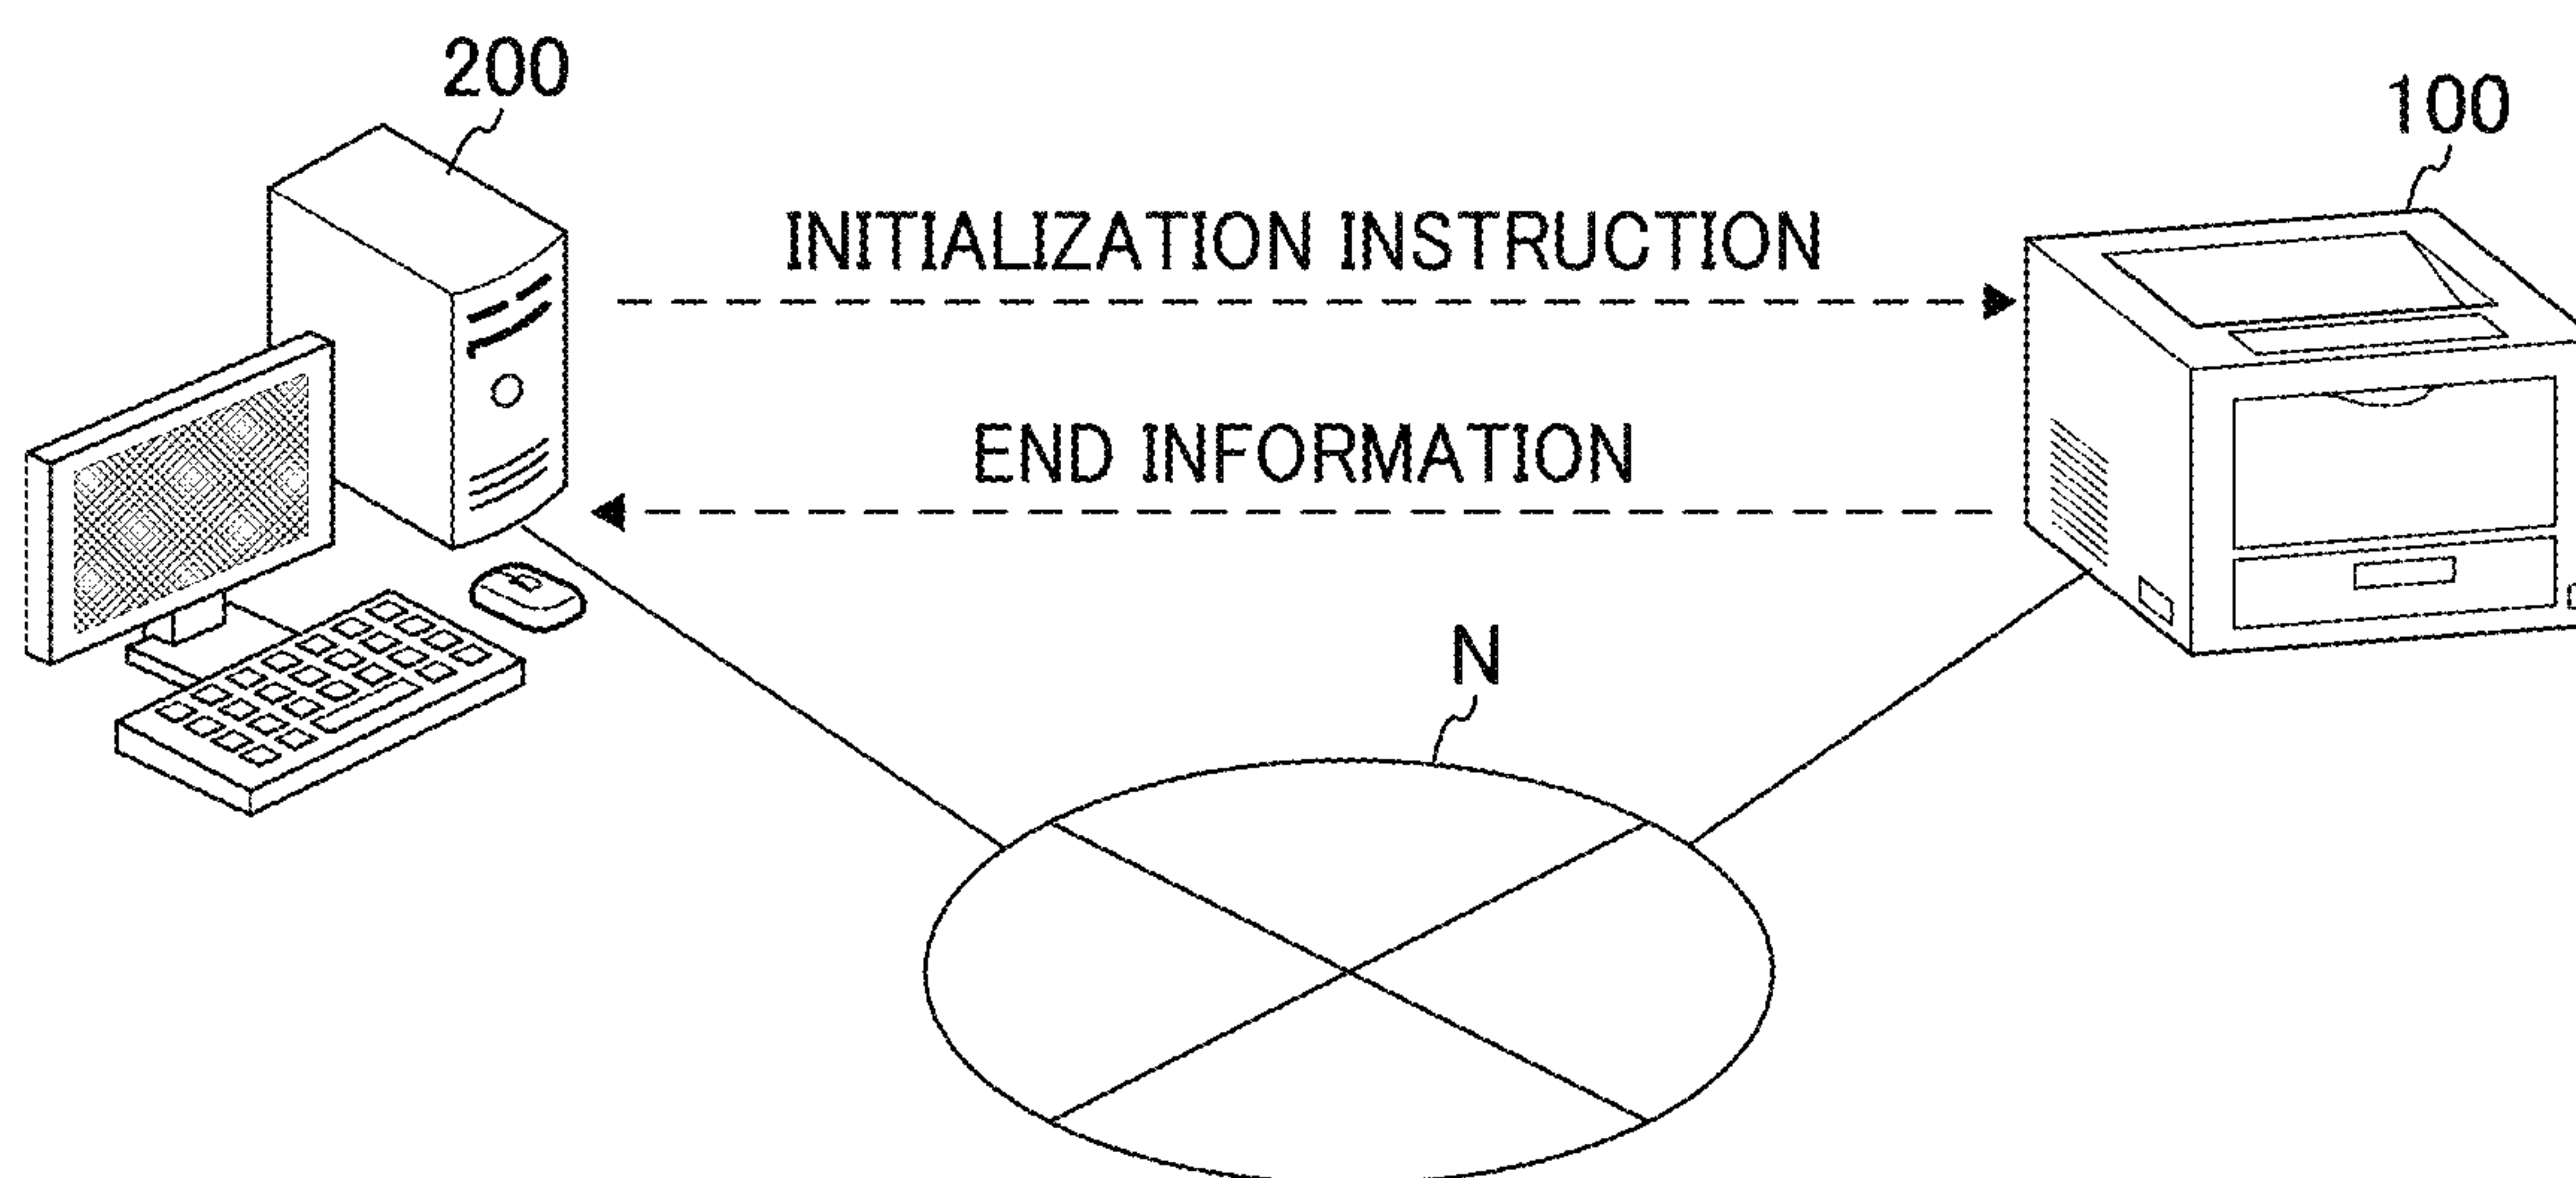 200
100
INITIALIZATION INSTRUCTION
END INFORMATION
N